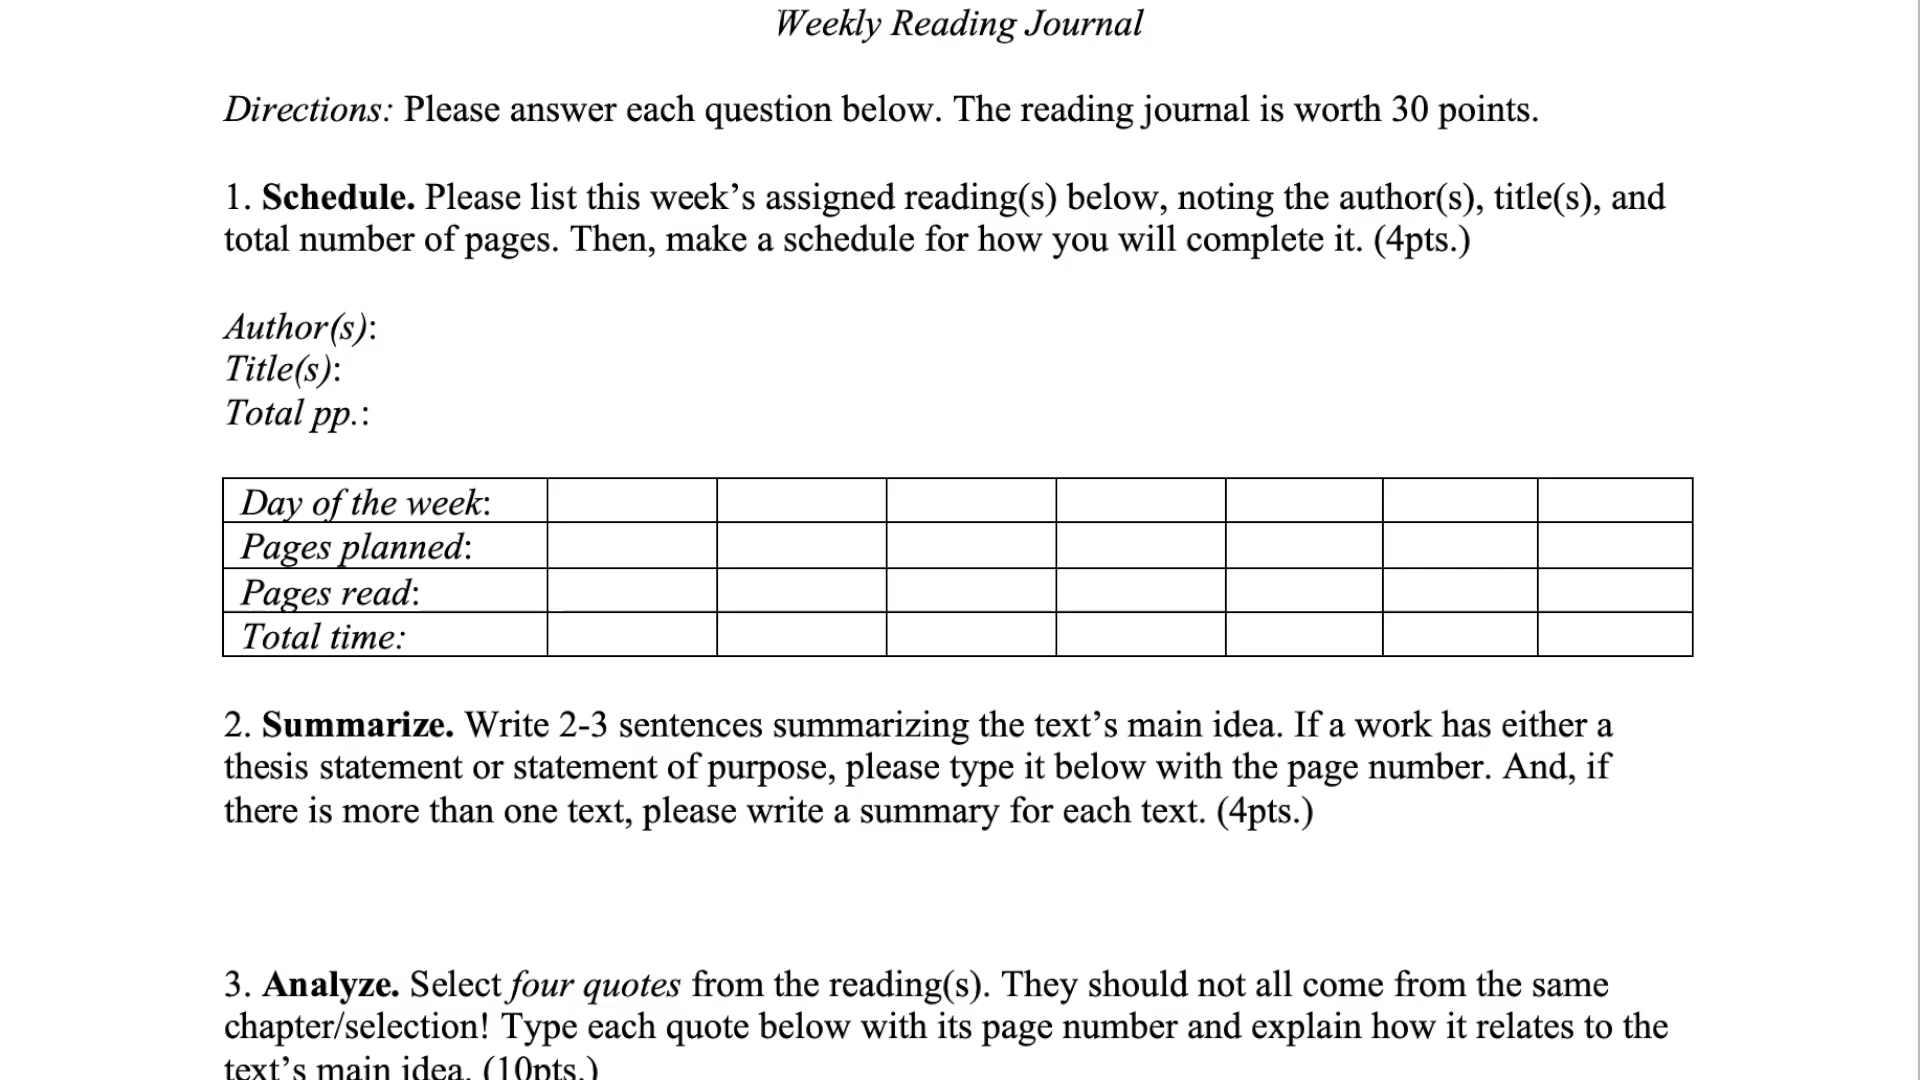 Weekly Reading Journal
Directions: Please answer each question below. The reading journal is worth 30 points.
1. Schedule. Please list this week’s assigned reading(s) below, noting the author(s), title(s), and
total number of pages. Then, make a schedule for how you will complete it. (4pts.)
Author(s):
Title(s):
Total pp.:
Day of the week:
Pages planned:
Pages read:
Total time:
2. Summarize. Write 2-3 sentences summarizing the text’s main idea. If a work has either a
thesis statement or statement of purpose, please type it below with the page number. And, if
there is more than one text, please write a summary for each text. (4pts.)
3. Analyze. Select four quotes from the reading(s). They should not all come from the same
chapter/selection! Type each quote below with its page number and explain how it relates to the
text’s main idea. (10pts.)